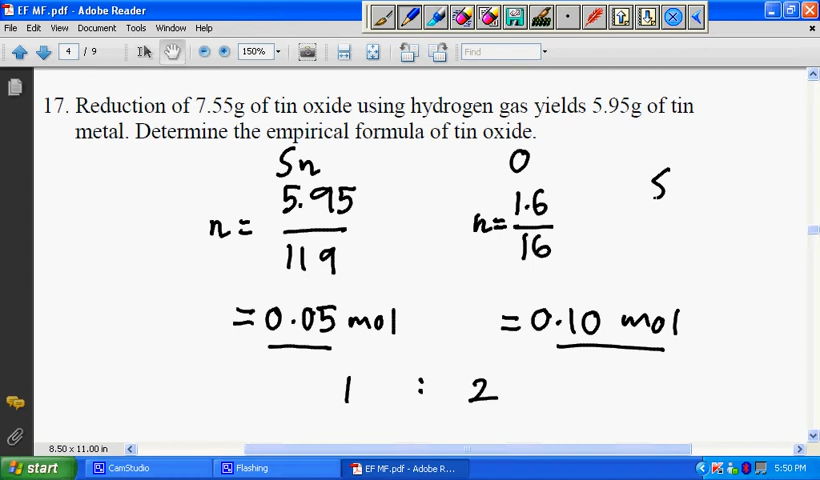 EF MF.pdf - Adobe Reader
File Edit View Document Tools Window Help
4 / 9 150% Find
17. Reduction of 7.55g of tin oxide using hydrogen gas yields 5.95g of tin
metal. Determine the empirical formula of tin oxide.
Sn O
n = 5.95 / 119 n = 1.6 / 16 S
= 0.05 mol = 0.10 mol
1 : 2
8.50 x 11.00 in
start CamStudio Flashing EF MF.pdf - Adobe R... 5:50 PM